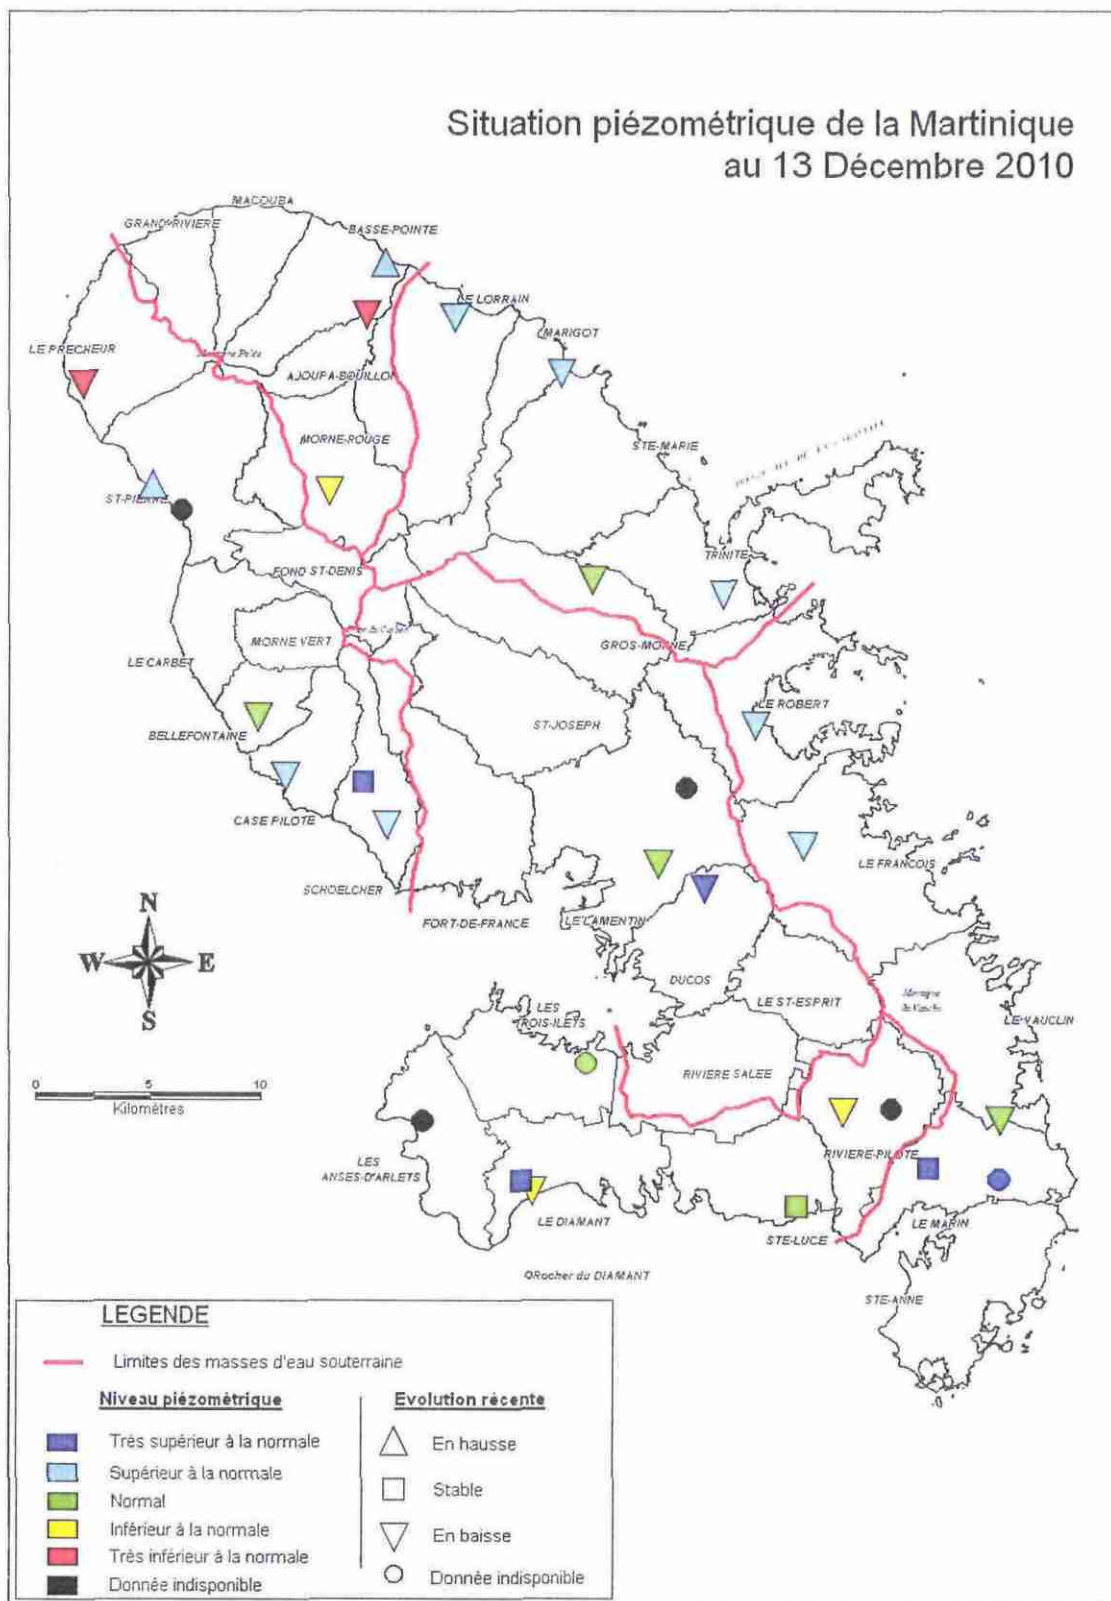 Situation piézométrique de la Martinique
au 13 Décembre 2010
MACOUBA
GRAND-RIVIERE
BASSE-POINTE
LE LORRAIN
MARIGOT
LE PRECHEUR
AJOUPA-BOUILLON
MORNE-ROUGE
STE-MARIE
ST-PIERRE
TRINITE
FOND ST-DENIS
MORNE VERT
GROS-MORNE
LE CARBET
LE ROBERT
ST-JOSEPH
BELLEFONTAINE
CASE PILOTE
LE FRANCOIS
SCHOELCHER
FORT-DE-FRANCE
LE LAMENTIN
N
W E
S
DUCOS
LE ST-ESPRIT
Montagne
du Vauclin
LE VAUCLIN
LES
TROIS-ILETS
RIVIERE SALEE
0 5 10
Kilomètres
RIVIERE-PILOTE
LES
ANSES-D'ARLETS
LE DIAMANT
STE-LUCE
LE MARIN
Rocher du DIAMANT
STE-ANNE
LEGENDE
Limites des masses d'eau souterraine
Niveau piézométrique
Très supérieur à la normale
Supérieur à la normale
Normal
Inférieur à la normale
Très inférieur à la normale
Donnée indisponible
Evolution récente
En hausse
Stable
En baisse
Donnée indisponible